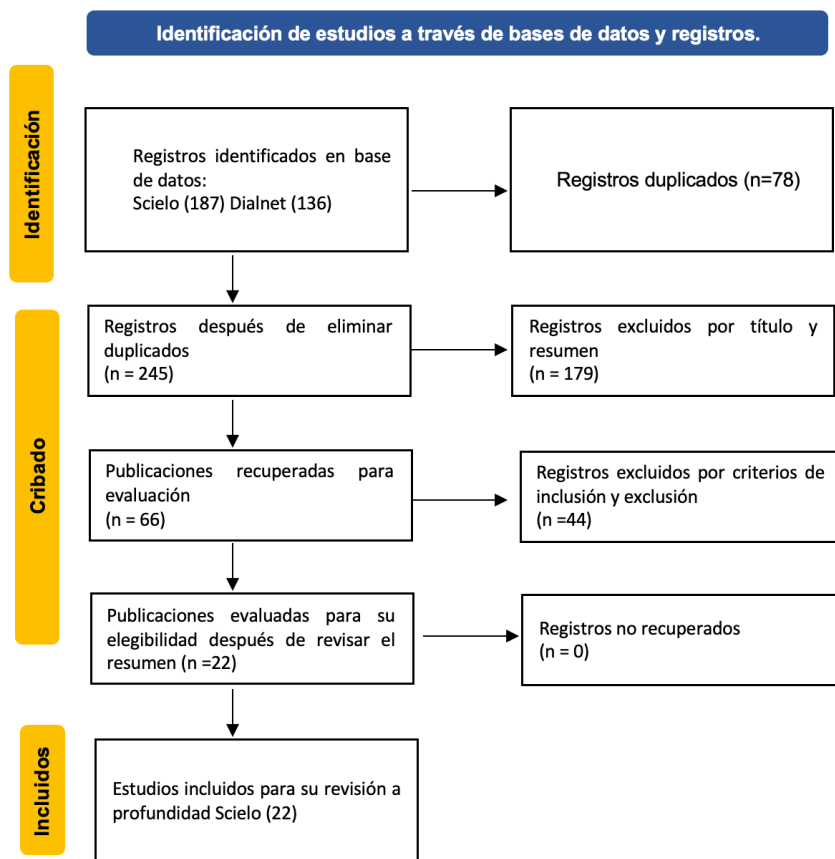 Identificación de estudios a través de bases de datos y registros.
Identificación
Registros identificados en base
de datos:
Scielo (187) Dialnet (136)
Registros duplicados (n=78)
Cribado
Registros después de eliminar
duplicados
(n = 245)
Registros excluidos por título y
resumen
(n = 179)
Publicaciones recuperadas para
evaluación
(n = 66)
Registros excluidos por criterios de
inclusión y exclusión
(n =44)
Publicaciones evaluadas para su
elegibilidad después de revisar el
resumen (n =22)
Registros no recuperados
(n = 0)
Incluidos
Estudios incluidos para su revisión a
profundidad Scielo (22)